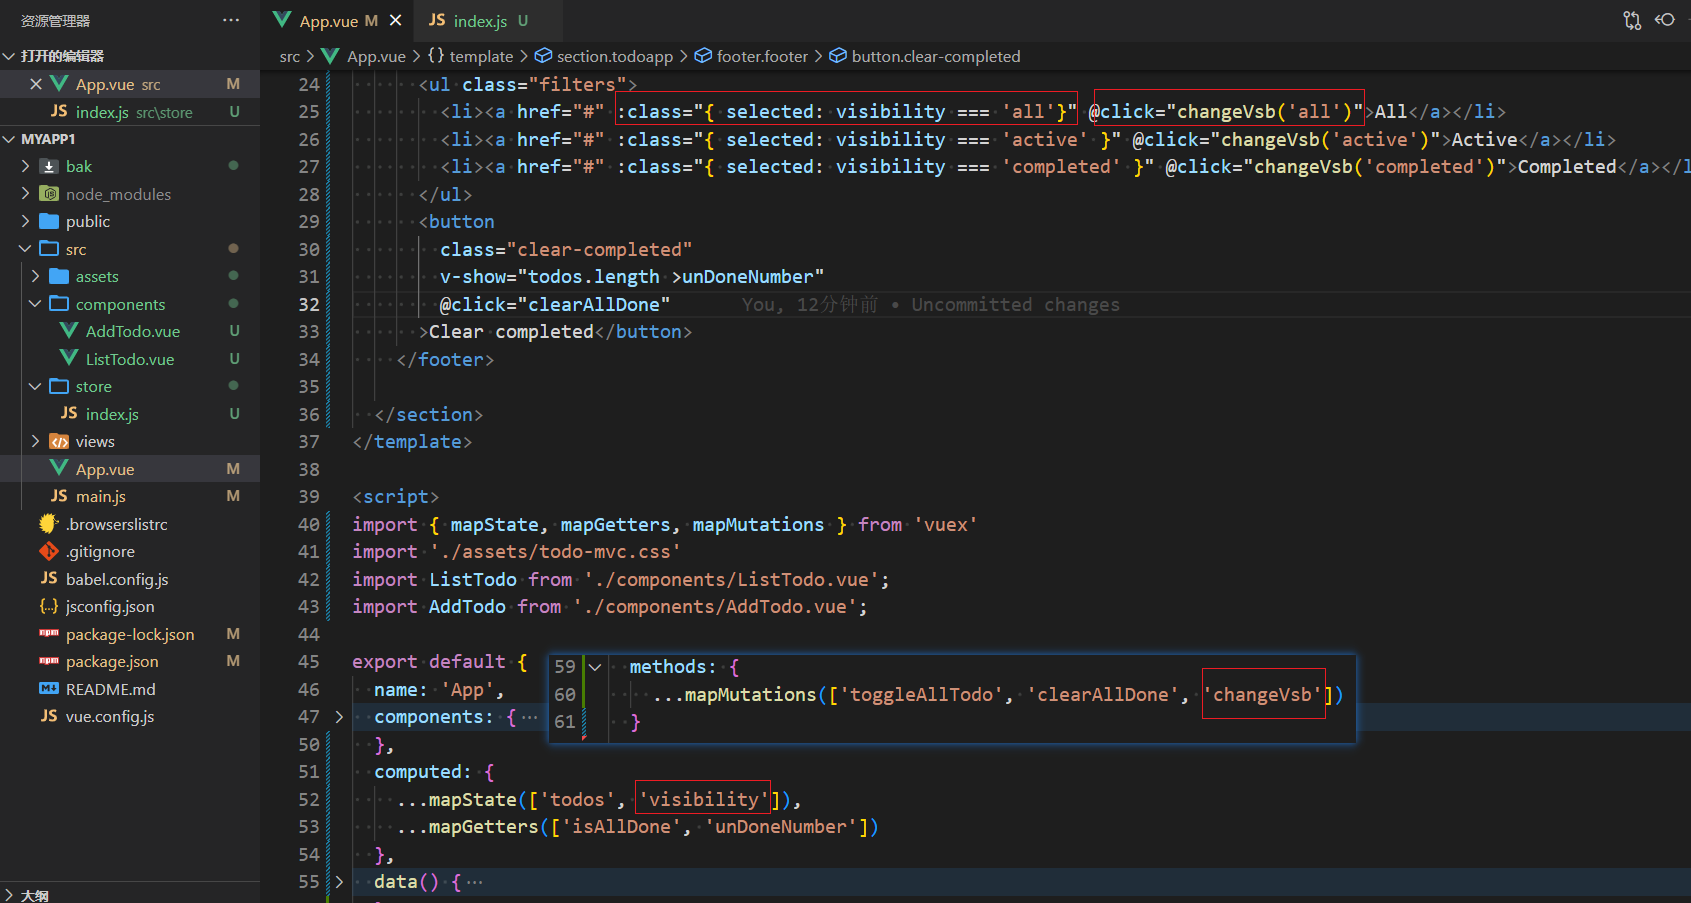 资源管理器
···
打开的编辑器
App.vue src M
index.js src\store U
MYAPP1
bak
node_modules
public
src
assets
components
AddTodo.vue U
ListTodo.vue U
store
JS index.js U
views
App.vue M
JS main.js M
.browserslistrc
.gitignore
JS babel.config.js
{..} jsconfig.json
package-lock.json M
package.json M
README.md
JS vue.config.js
大纲
App.vue M
JS index.js U
src > App.vue > {} template > section.todoapp > footer.footer > button.clear-completed
24 <ul class="filters">
25 <li><a href="#" :class="{ selected: visibility === 'all'}" @click="changeVsb('all')">All</a></li>
26 <li><a href="#" :class="{ selected: visibility === 'active' }" @click="changeVsb('active')">Active</a></li>
27 <li><a href="#" :class="{ selected: visibility === 'completed' }" @click="changeVsb('completed')">Completed</a></l
28 </ul>
29 <button
30 class="clear-completed"
31 v-show="todos.length >unDoneNumber"
32 @click="clearAllDone" You, 12分钟前 • Uncommitted changes
33 >Clear completed</button>
34 </footer>
35
36 </section>
37 </template>
38
39 <script>
40 import { mapState, mapGetters, mapMutations } from 'vuex'
41 import './assets/todo-mvc.css'
42 import ListTodo from './components/ListTodo.vue';
43 import AddTodo from './components/AddTodo.vue';
44
45 export default {
46 name: 'App',
47 components: { ···
50 },
51 computed: {
52 ...mapState(['todos', 'visibility']),
53 ...mapGetters(['isAllDone', 'unDoneNumber'])
54 },
55 data() { ···
59 methods: {
60 ...mapMutations(['toggleAllTodo', 'clearAllDone', 'changeVsb'])
61 }